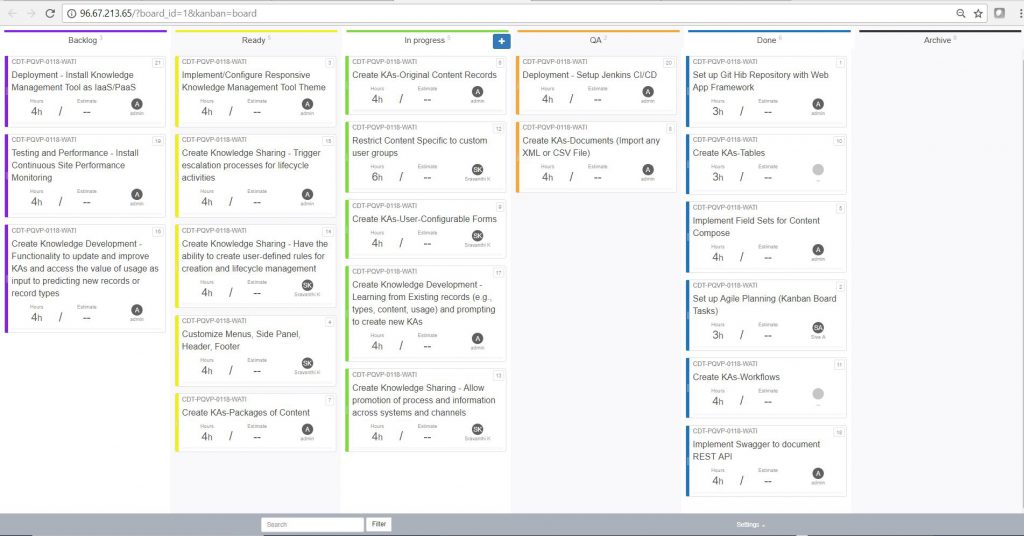 96.67.213.65/?board_id=1&kanban=board
Backlog 3
CDT-PQVP-0118-WATI 21
Deployment - Install Knowledge
Management Tool as IaaS/PaaS
Hours Estimate
4h / -- A
admin
CDT-PQVP-0118-WATI 19
Testing and Performance - Install
Continuous Site Performance
Monitoring
Hours Estimate
4h / -- A
admin
CDT-PQVP-0118-WATI 16
Create Knowledge Development -
Functionality to update and improve
KAs and access the value of usage as
input to predicting new records or
record types
Hours Estimate
4h / -- A
admin
Ready 5
CDT-PQVP-0118-WATI 3
Implement/Configure Responsive
Knowledge Management Tool Theme
Hours Estimate
4h / -- A
admin
CDT-PQVP-0118-WATI 15
Create Knowledge Sharing - Trigger
escalation processes for lifecycle
activities
Hours Estimate
4h / -- A
admin
CDT-PQVP-0118-WATI 14
Create Knowledge Sharing - Have the
ability to create user-defined rules for
creation and lifecycle management
Hours Estimate
4h / -- SK
Sravanthi K
CDT-PQVP-0118-WATI 4
Customize Menus, Side Panel,
Header, Footer
Hours Estimate
4h / -- SK
Sravanthi K
CDT-PQVP-0118-WATI 7
Create KAs-Packages of Content
Hours Estimate
4h / -- A
admin
In progress 5
+
CDT-PQVP-0118-WATI
Create KAs-Original Content Records
Hours Estimate
4h / -- A
admin
CDT-PQVP-0118-WATI 12
Restrict Content Specific to custom
user groups
Hours Estimate
6h / -- SK
Sravanthi K
CDT-PQVP-0118-WATI 9
Create KAs-User-Configurable Forms
Hours Estimate
4h / -- SK
Sravanthi K
CDT-PQVP-0118-WATI 17
Create Knowledge Development -
Learning from Existing records (e.g.,
types, content, usage) and prompting
to create new KAs
Hours Estimate
4h / -- A
admin
CDT-PQVP-0118-WATI 13
Create Knowledge Sharing - Allow
promotion of process and information
across systems and channels
Hours Estimate
4h / -- SK
Sravanthi K
QA 2
CDT-PQVP-0118-WATI 20
Deployment - Setup Jenkins CI/CD
Hours Estimate
4h / -- A
admin
CDT-PQVP-0118-WATI
Create KAs-Documents (Import any
XML or CSV File)
Hours Estimate
4h / -- A
admin
Done 6
CDT-PQVP-0118-WATI 1
Set up Git Hib Repository with Web
App Framework
Hours Estimate
3h / -- A
admin
CDT-PQVP-0118-WATI 10
Create KAs-Tables
Hours Estimate
3h / --
CDT-PQVP-0118-WATI 5
Implement Field Sets for Content
Compose
Hours Estimate
4h / -- A
admin
CDT-PQVP-0118-WATI 2
Set up Agile Planning (Kanban Board
Tasks)
Hours Estimate
3h / -- SA
Siva A
CDT-PQVP-0118-WATI 11
Create KAs-Workflows
Hours Estimate
4h / --
CDT-PQVP-0118-WATI 18
Implement Swagger to document
REST API
Hours Estimate
4h / -- A
admin
Archive
Search Filter Settings